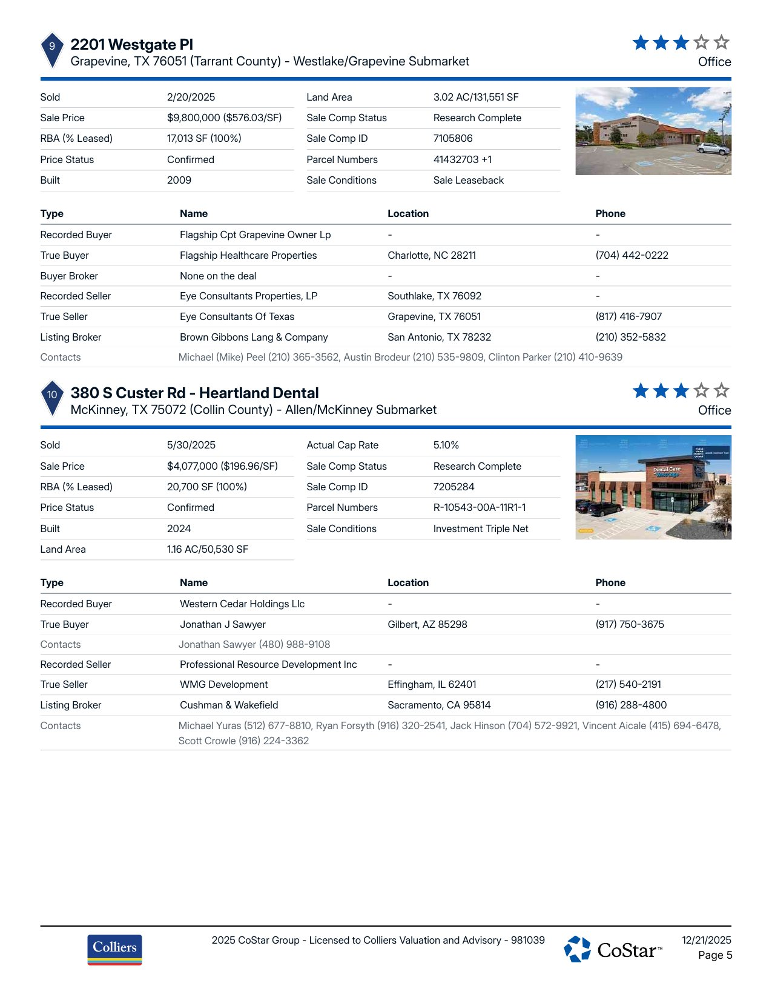 9
2201 Westgate Pl
Grapevine, TX 76051 (Tarrant County) - Westlake/Grapevine Submarket
Office
Sold 2/20/2025 Land Area 3.02 AC/131,551 SF
Sale Price $9,800,000 ($576.03/SF) Sale Comp Status Research Complete
RBA (% Leased) 17,013 SF (100%) Sale Comp ID 7105806
Price Status Confirmed Parcel Numbers 41432703 +1
Built 2009 Sale Conditions Sale Leaseback
Type Name Location Phone
Recorded Buyer Flagship Cpt Grapevine Owner Lp - -
True Buyer Flagship Healthcare Properties Charlotte, NC 28211 (704) 442-0222
Buyer Broker None on the deal - -
Recorded Seller Eye Consultants Properties, LP Southlake, TX 76092 -
True Seller Eye Consultants Of Texas Grapevine, TX 76051 (817) 416-7907
Listing Broker Brown Gibbons Lang & Company San Antonio, TX 78232 (210) 352-5832
Contacts Michael (Mike) Peel (210) 365-3562, Austin Brodeur (210) 535-9809, Clinton Parker (210) 410-9639
10
380 S Custer Rd - Heartland Dental
McKinney, TX 75072 (Collin County) - Allen/McKinney Submarket
Office
Sold 5/30/2025 Actual Cap Rate 5.10%
Sale Price $4,077,000 ($196.96/SF) Sale Comp Status Research Complete
RBA (% Leased) 20,700 SF (100%) Sale Comp ID 7205284
Price Status Confirmed Parcel Numbers R-10543-00A-11R1-1
Built 2024 Sale Conditions Investment Triple Net
Land Area 1.16 AC/50,530 SF
Dental Care
Type Name Location Phone
Recorded Buyer Western Cedar Holdings Llc - -
True Buyer Jonathan J Sawyer Gilbert, AZ 85298 (917) 750-3675
Contacts Jonathan Sawyer (480) 988-9108
Recorded Seller Professional Resource Development Inc - -
True Seller WMG Development Effingham, IL 62401 (217) 540-2191
Listing Broker Cushman & Wakefield Sacramento, CA 95814 (916) 288-4800
Contacts Michael Yuras (512) 677-8810, Ryan Forsyth (916) 320-2541, Jack Hinson (704) 572-9921, Vincent Aicale (415) 694-6478,
Scott Crowle (916) 224-3362
Colliers
2025 CoStar Group - Licensed to Colliers Valuation and Advisory - 981039
CoStar™
12/21/2025
Page 5